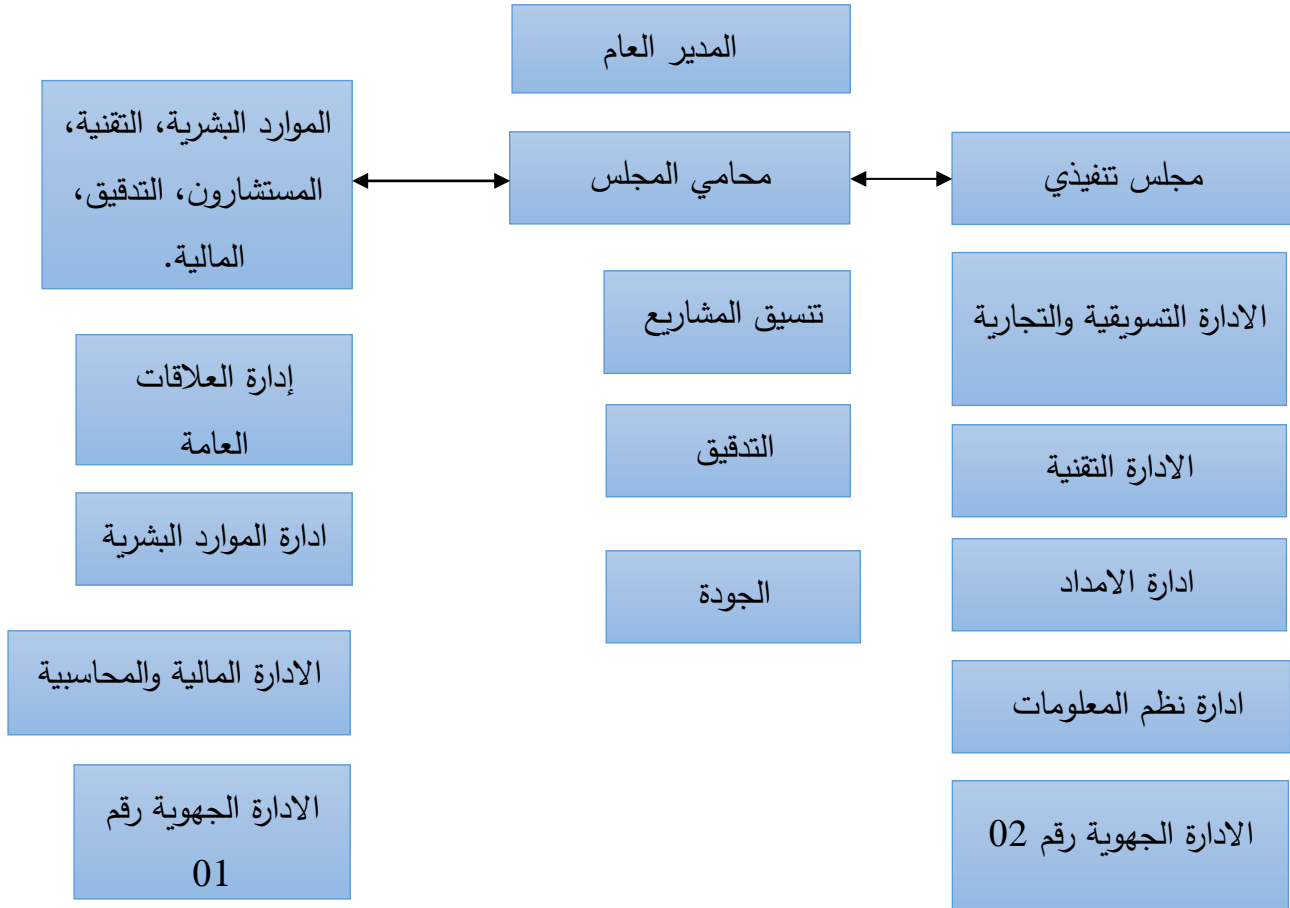 المدير العام
مجلس تنفيذي
محامي المجلس
الموارد البشرية، التقنية،
المستشارون، التدقيق،
المالية.
الادارة التسويقية والتجارية
تنسيق المشاريع
إدارة العلاقات
العامة
الادارة التقنية
التدقيق
ادارة الموارد البشرية
ادارة الامداد
الجودة
الادارة المالية والمحاسبية
ادارة نظم المعلومات
الادارة الجهوية رقم
01
الادارة الجهوية رقم 02